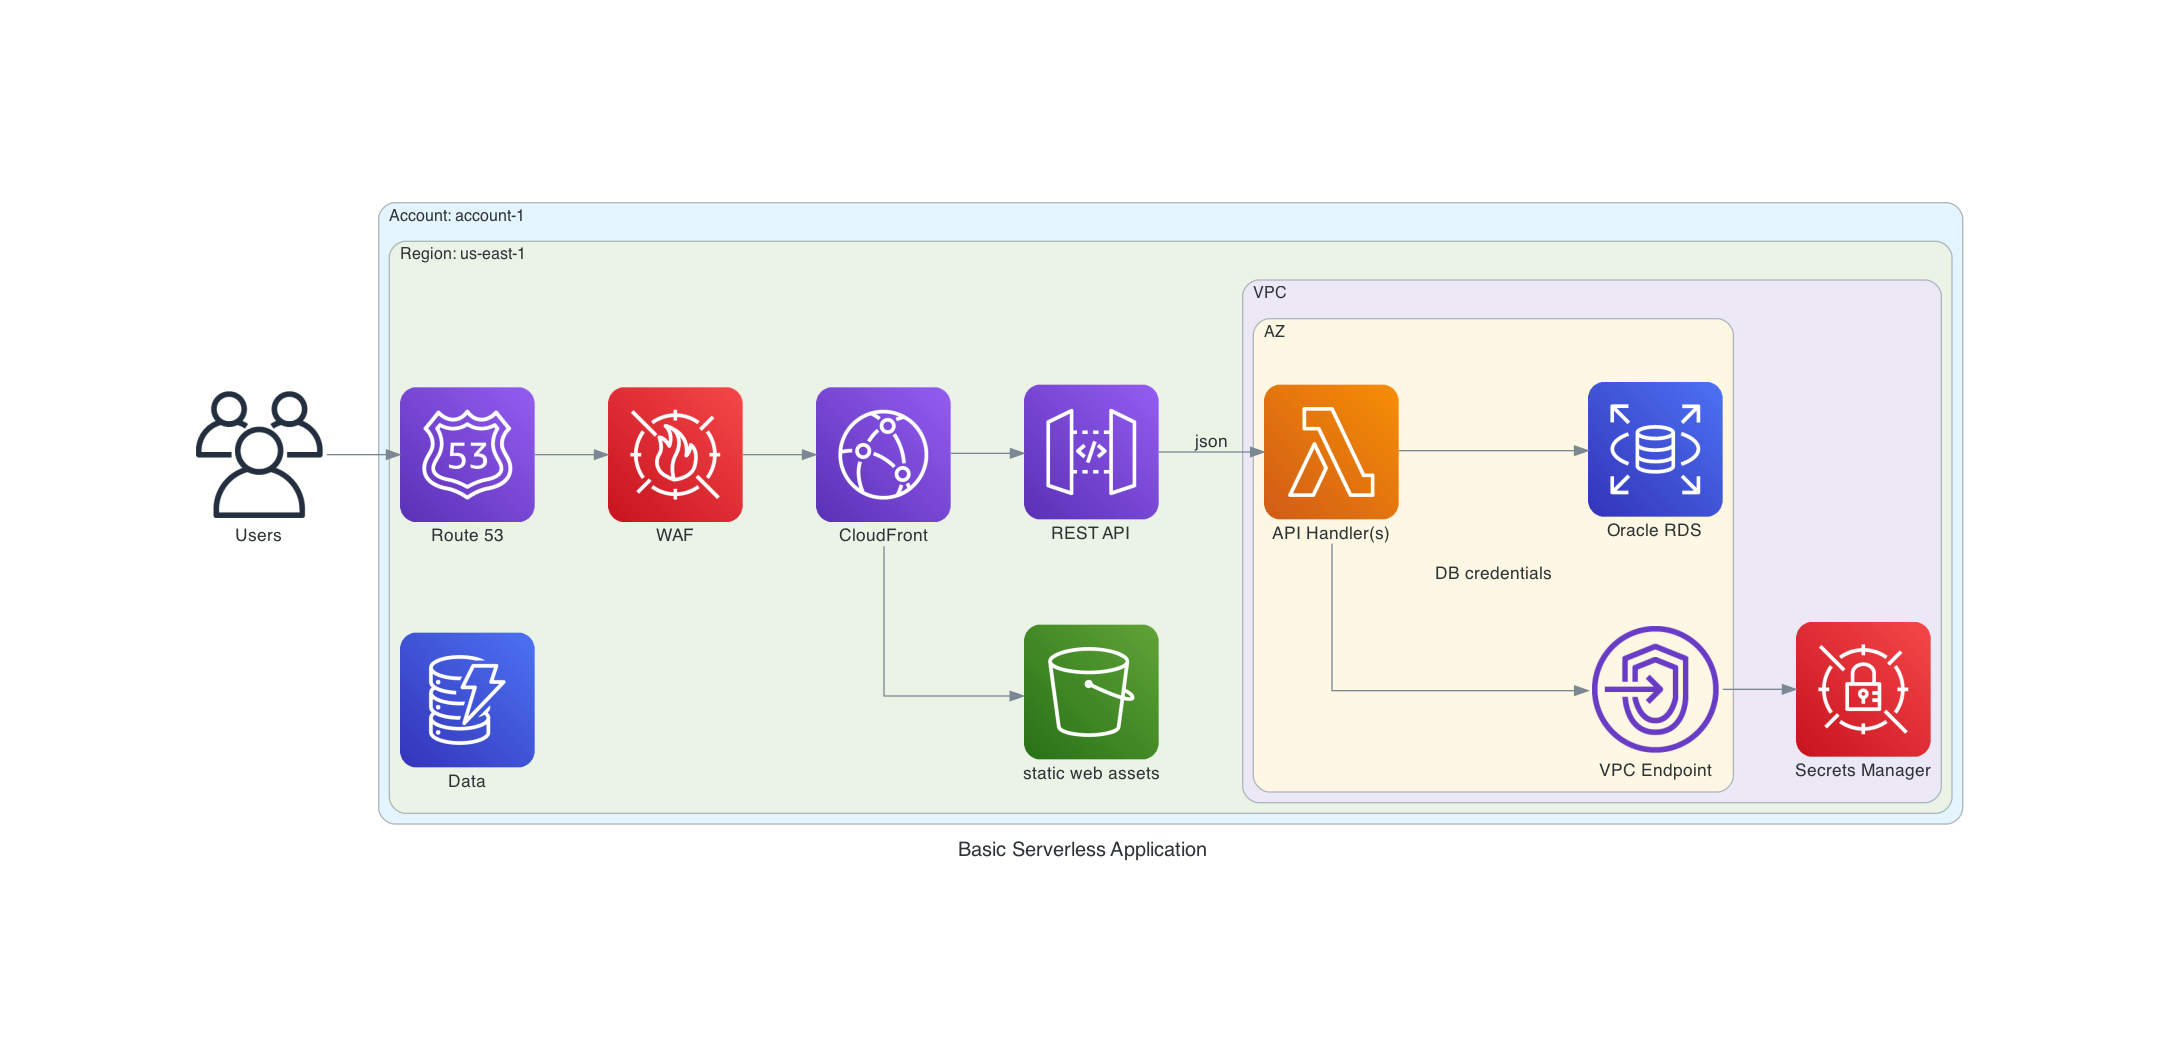 Account: account-1
Region: us-east-1
VPC
AZ
53
json
Users
Route 53
WAF
CloudFront
REST API
API Handler(s)
Oracle RDS
DB credentials
Data
static web assets
VPC Endpoint
Secrets Manager
Basic Serverless Application